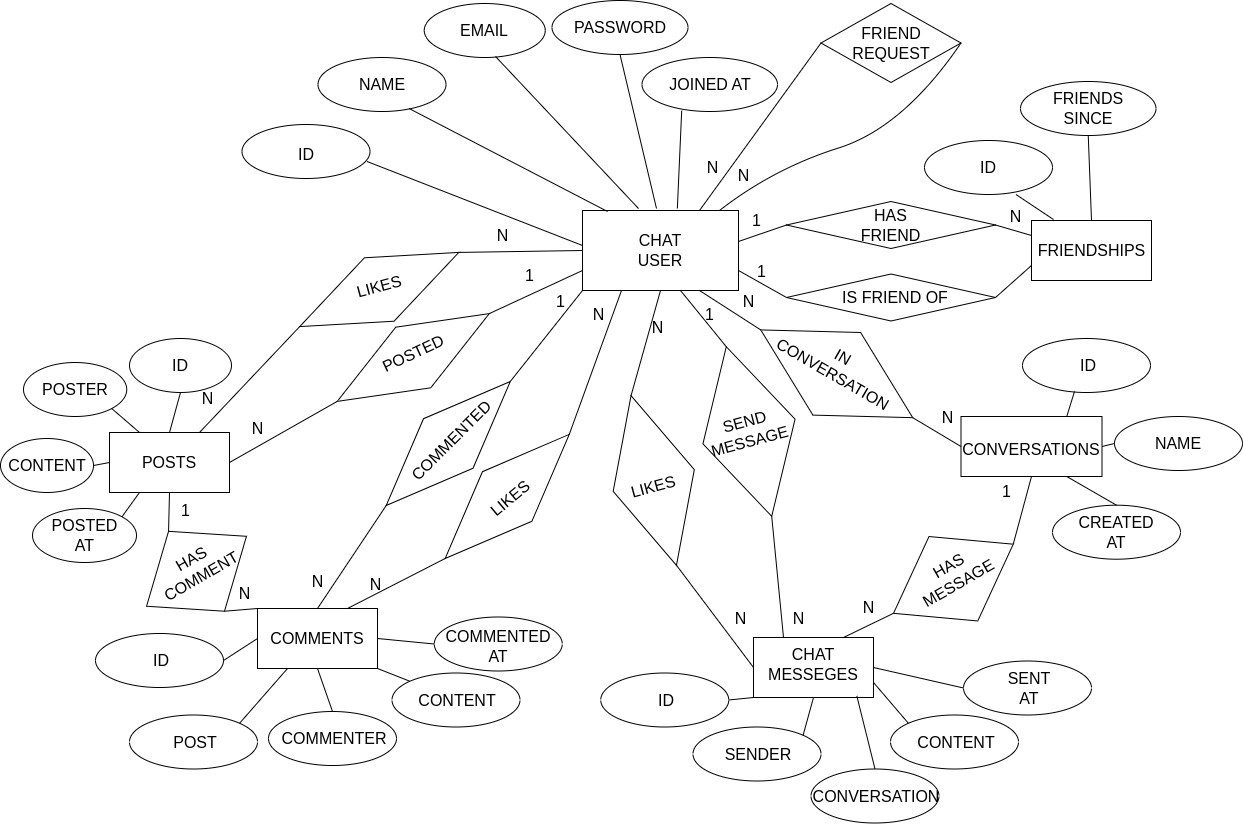 EMAIL
PASSWORD
FRIEND
REQUEST
NAME
JOINED AT
FRIENDS
SINCE
ID
N
N
ID
1
HAS
FRIEND
N
CHAT
USER
FRIENDSHIPS
N
1
1
IS FRIEND OF
LIKES
1
N
N
1
N
POSTED
IN
CONVERSATION
ID
POSTER
ID
N
N
N
COMMENTED
SEND
MESSAGE
CONVERSATIONS
NAME
CONTENT
POSTS
LIKES
LIKES
1
CREATED
AT
POSTED
AT
1
HAS
COMMENT
HAS
MESSAGE
N
N
N
N
N
N
ID
COMMENTS
COMMENTED
AT
CHAT
MESSEGES
SENT
AT
CONTENT
ID
POST
COMMENTER
SENDER
CONTENT
CONVERSATION